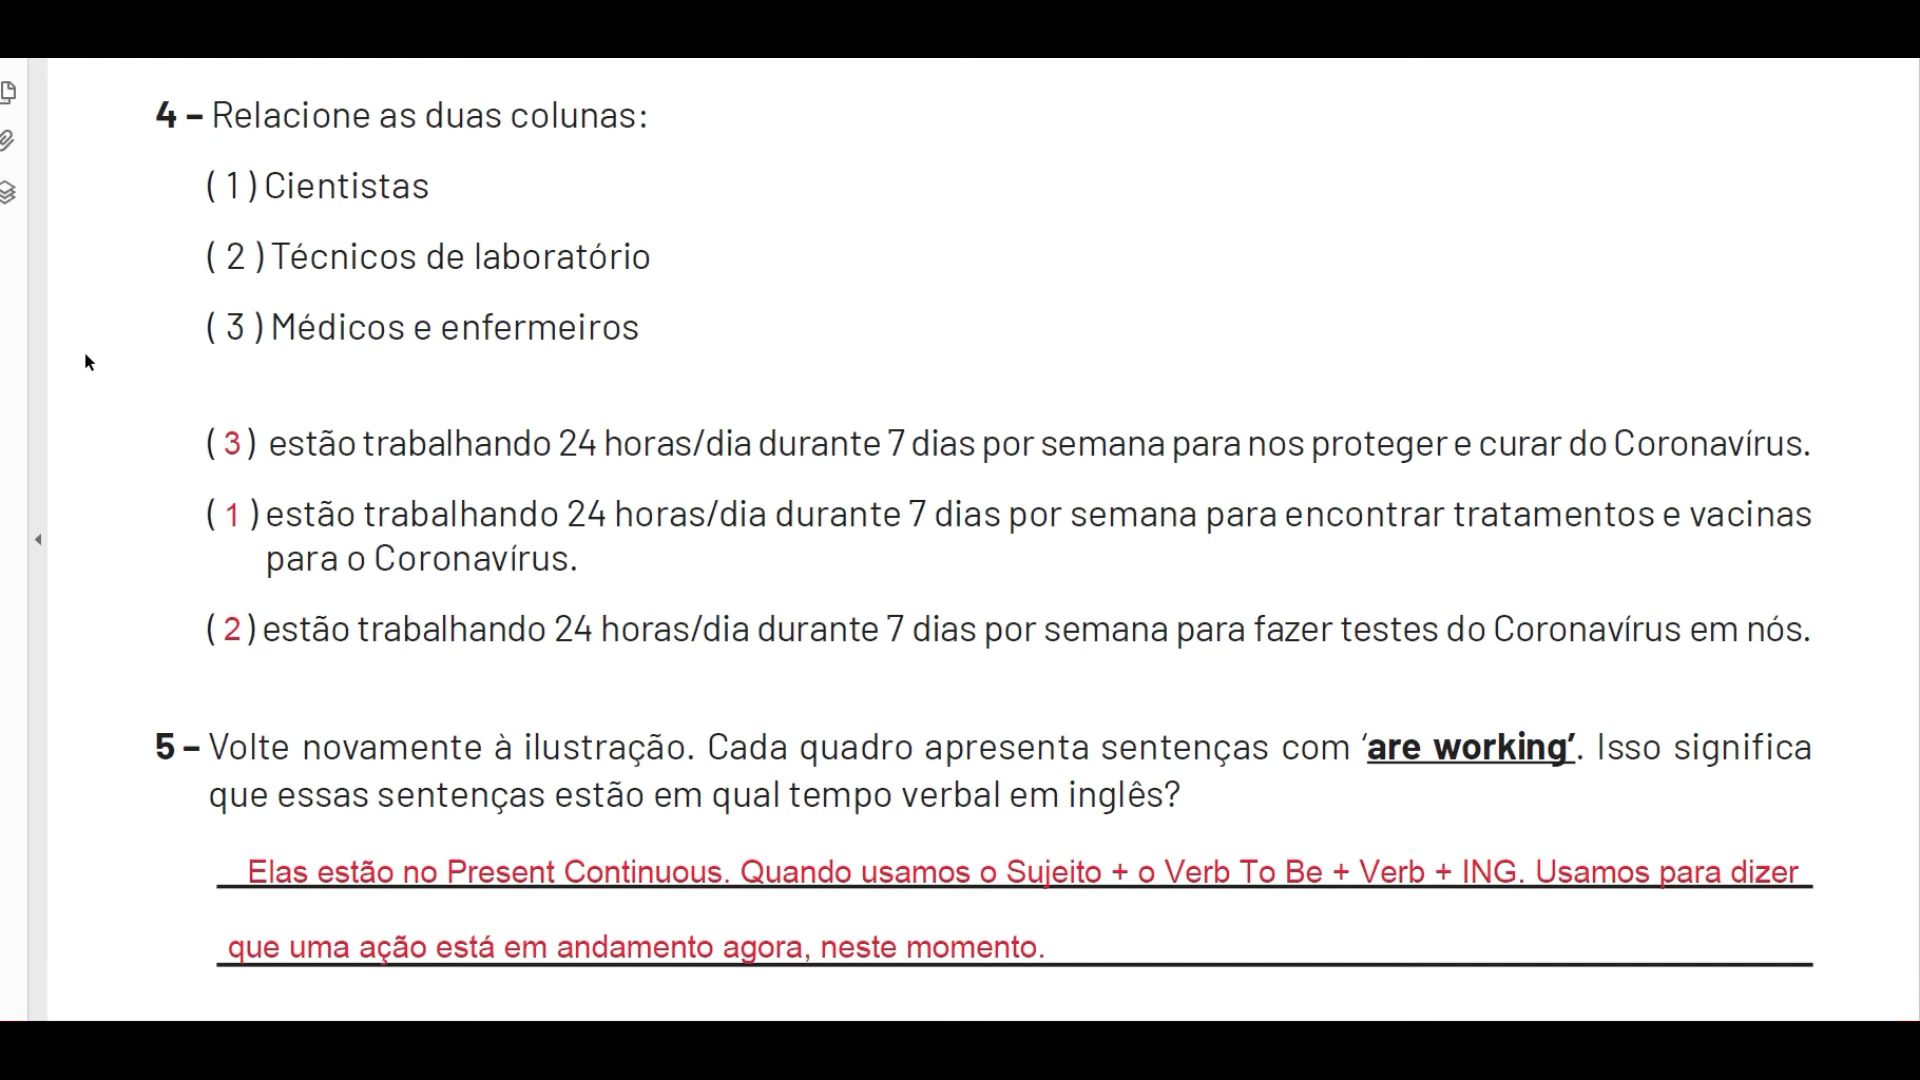 4 – Relacione as duas colunas:
( 1 ) Cientistas
( 2 ) Técnicos de laboratório
( 3 ) Médicos e enfermeiros
( 3 ) estão trabalhando 24 horas/dia durante 7 dias por semana para nos proteger e curar do Coronavírus.
( 1 ) estão trabalhando 24 horas/dia durante 7 dias por semana para encontrar tratamentos e vacinas
para o Coronavírus.
( 2 ) estão trabalhando 24 horas/dia durante 7 dias por semana para fazer testes do Coronavírus em nós.
5 – Volte novamente à ilustração. Cada quadro apresenta sentenças com ‘are working’. Isso significa
que essas sentenças estão em qual tempo verbal em inglês?
Elas estão no Present Continuous. Quando usamos o Sujeito + o Verb To Be + Verb + ING. Usamos para dizer
que uma ação está em andamento agora, neste momento.